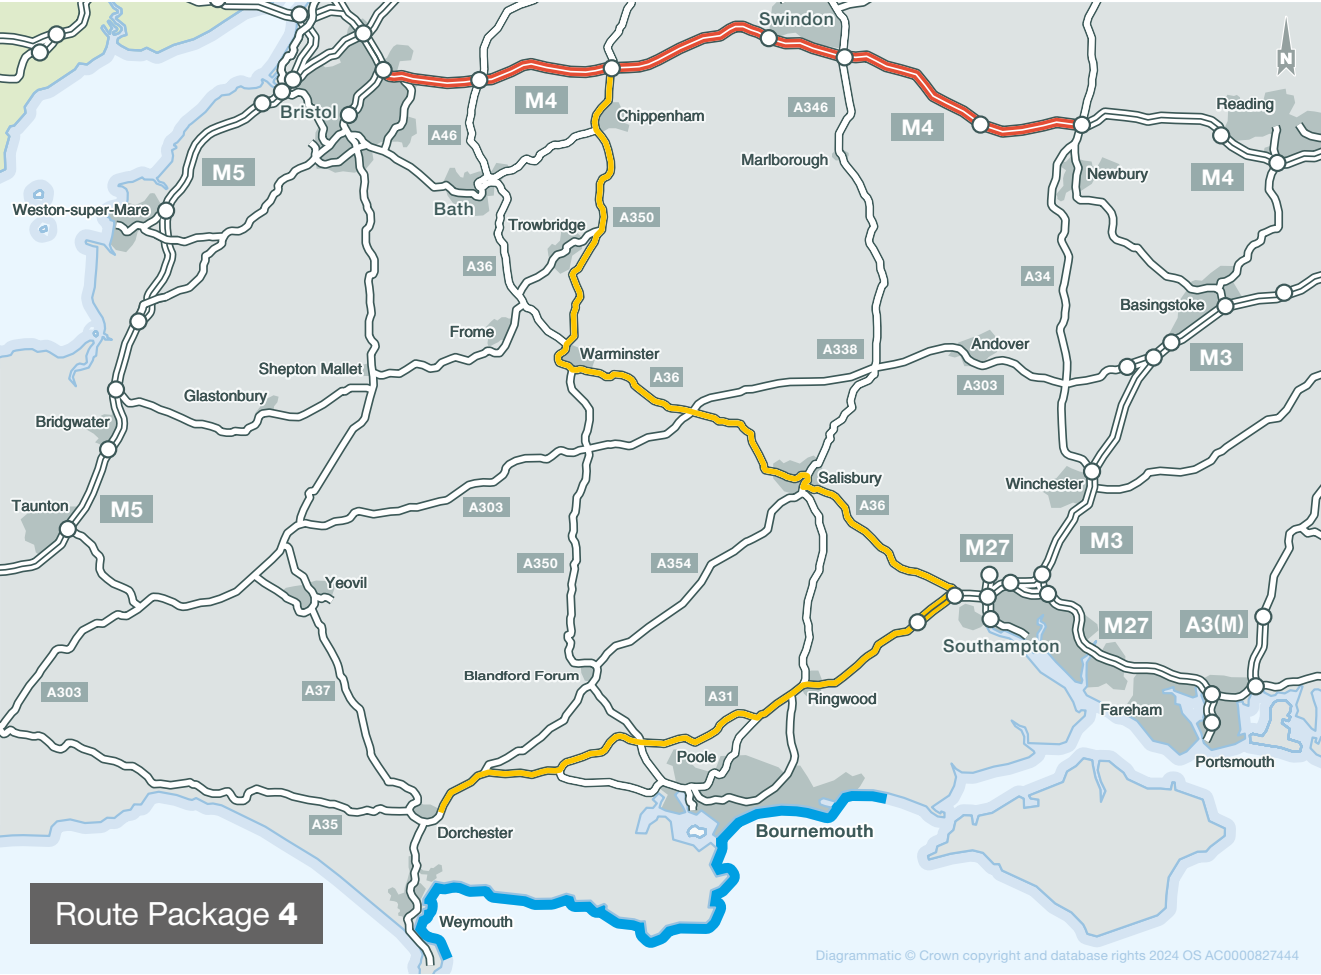 Swindon
N
M4
A346
Reading
Bristol
Chippenham
A46
M4
Marlborough
M5
Newbury
M4
Weston-super-Mare
Bath
Trowbridge
A350
A36
A34
Basingstoke
Frome
Warminster
A338
Andover
M3
Shepton Mallet
A36
A303
Glastonbury
Bridgwater
Salisbury
Winchester
Taunton
M5
A303
A36
M27
M3
A350
A354
Yeovil
M27
A3(M)
Southampton
Blandford Forum
A303
A37
A31
Ringwood
Fareham
Poole
Portsmouth
A35
Dorchester
Bournemouth
Route Package 4
Weymouth
Diagrammatic © Crown copyright and database rights 2024 OS AC0000827444